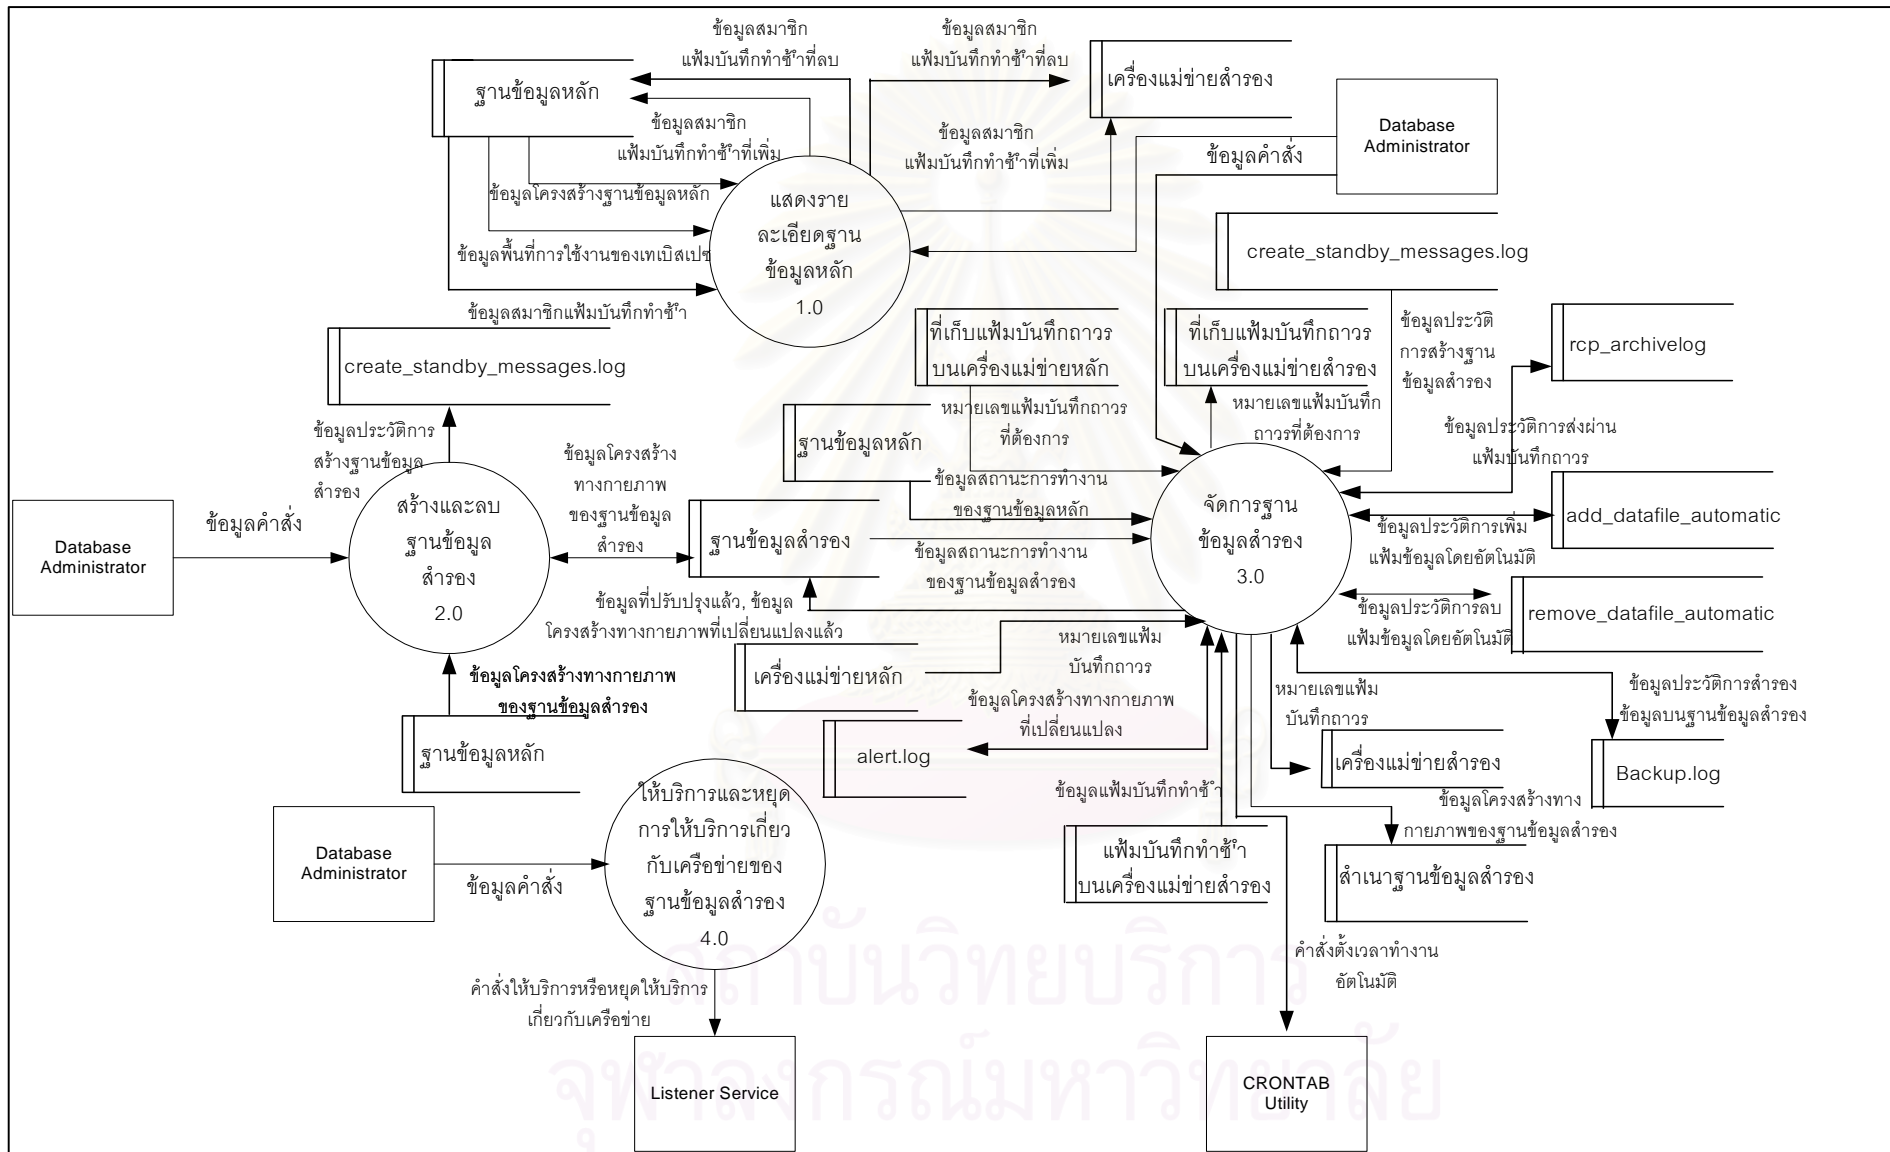 ข้อมูลสมาชิก
แฟ้มบันทึกทำซ้ำที่ลบ
ข้อมูลสมาชิก
แฟ้มบันทึกทำซ้ำที่ลบ
ฐานข้อมูลหลัก
เครื่องแม่ข่ายสำรอง
ข้อมูลสมาชิก
แฟ้มบันทึกทำซ้ำที่เพิ่ม
ข้อมูลสมาชิก
แฟ้มบันทึกทำซ้ำที่เพิ่ม
Database
Administrator
ข้อมูลคำสั่ง
ข้อมูลโครงสร้างฐานข้อมูลหลัก
แสดงราย
ละเอียดฐาน
ข้อมูลหลัก
1.0
ข้อมูลพื้นที่การใช้งานของเทเบิสเปซ
ข้อมูลสมาชิกแฟ้มบันทึกทำซ้ำ
create_standby_messages.log
ข้อมูลประวัติ
การสร้างฐาน
ข้อมูลสำรอง
ที่เก็บแฟ้มบันทึกถาวร
บนเครื่องแม่ข่ายหลัก
ที่เก็บแฟ้มบันทึกถาวร
บนเครื่องแม่ข่ายสำรอง
rcp_archivelog
create_standby_messages.log
หมายเลขแฟ้มบันทึกถาวร
ที่ต้องการ
หมายเลขแฟ้มบันทึก
ถาวรที่ต้องการ
ข้อมูลประวัติการส่งผ่าน
แฟ้มบันทึกถาวร
ฐานข้อมูลหลัก
ข้อมูลประวัติการ
สร้างฐานข้อมูล
สำรอง
ข้อมูลโครงสร้าง
ทางกายภาพ
ของฐานข้อมูล
สำรอง
ข้อมูลสถานะการทำงาน
ของฐานข้อมูลหลัก
จัดการฐาน
ข้อมูลสำรอง
3.0
Database
Administrator
ข้อมูลคำสั่ง
สร้างและลบ
ฐานข้อมูล
สำรอง
2.0
ฐานข้อมูลสำรอง
ข้อมูลสถานะการทำงาน
ของฐานข้อมูลสำรอง
add_datafile_automatic
ข้อมูลประวัติการเพิ่ม
แฟ้มข้อมูลโดยอัตโนมัติ
ข้อมูลที่ปรับปรุงแล้ว, ข้อมูล
โครงสร้างทางกายภาพที่เปลี่ยนแปลงแล้ว
remove_datafile_automatic
ข้อมูลประวัติการลบ
แฟ้มข้อมูลโดยอัตโนมัติ
หมายเลขแฟ้ม
บันทึกถาวร
เครื่องแม่ข่ายหลัก
ข้อมูลโครงสร้างทางกายภาพ
ของฐานข้อมูลสำรอง
ข้อมูลโครงสร้างทางกายภาพ
ที่เปลี่ยนแปลง
หมายเลขแฟ้ม
บันทึกถาวร
ข้อมูลประวัติการสำรอง
ข้อมูลบนฐานข้อมูลสำรอง
ฐานข้อมูลหลัก
alert.log
เครื่องแม่ข่ายสำรอง
Backup.log
ข้อมูลแฟ้มบันทึกทำซ้ำ
ข้อมูลโครงสร้างทาง
กายภาพของฐานข้อมูลสำรอง
Database
Administrator
ข้อมูลคำสั่ง
ให้บริการและหยุด
การให้บริการเกี่ยว
กับเครือข่ายของ
ฐานข้อมูลสำรอง
4.0
แฟ้มบันทึกทำซ้ำ
บนเครื่องแม่ข่ายสำรอง
สำเนาฐานข้อมูลสำรอง
คำสั่งตั้งเวลาทำงาน
อัตโนมัติ
คำสั่งให้บริการหรือหยุดให้บริการ
เกี่ยวกับเครือข่าย
Listener Service
CRONTAB
Utility
สถาบันวิทยบริการ
จุฬาลงกรณ์มหาวิทยาลัย